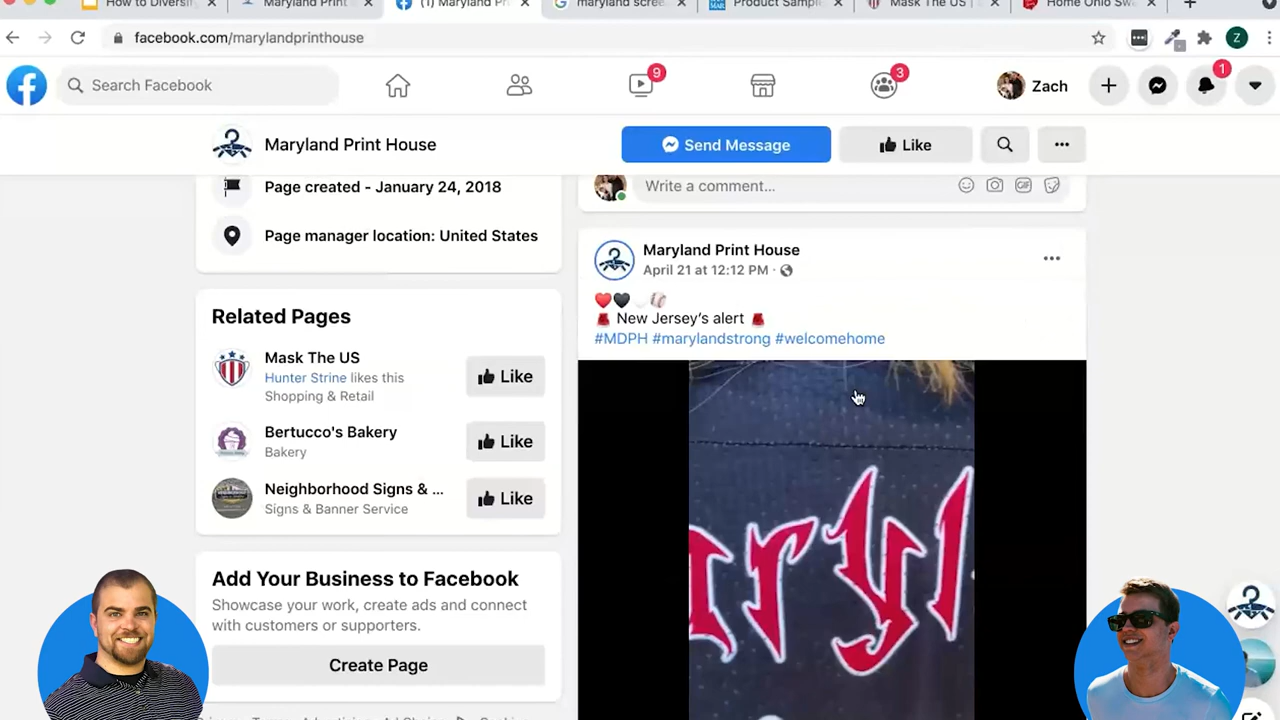 How to Diversif
Maryland Print
(1) Maryland Pr
maryland scree
Product Sample
Mask The US |
Home Ohio Swa
facebook.com/marylandprinthouse
Z
Search Facebook
9
3
Zach
1
Maryland Print House
Send Message
Like
Page created - January 24, 2018
Page manager location: United States
Related Pages
Mask The US
Hunter Strine likes this
Shopping & Retail
Like
Bertucco's Bakery
Bakery
Like
Neighborhood Signs & ...
Signs & Banner Service
Like
Add Your Business to Facebook
Showcase your work, create ads and connect
with customers or supporters.
Create Page
Write a comment...
GIF
Maryland Print House
April 21 at 12:12 PM ·
New Jersey’s alert
#MDPH #marylandstrong #welcomehome
aryl